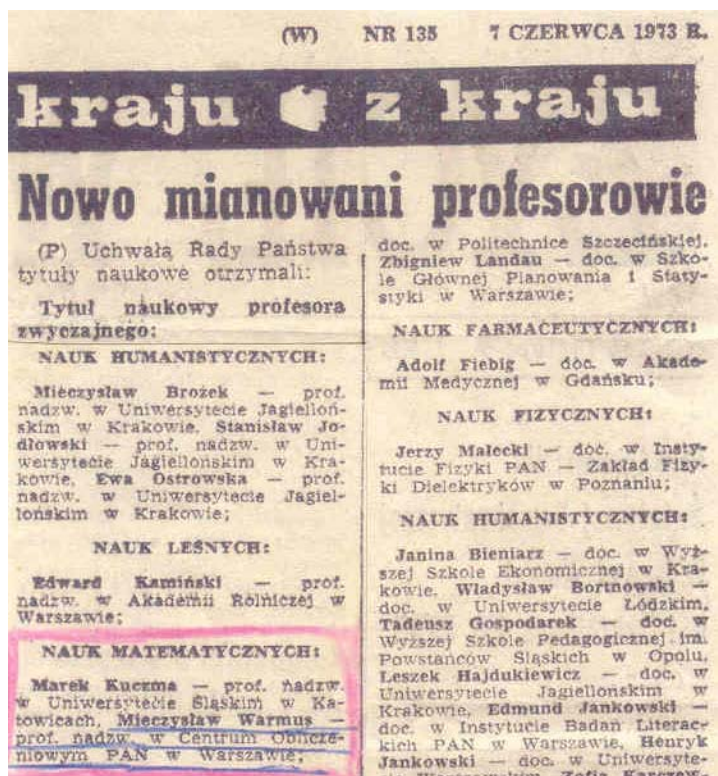 (W) NR 135 7 CZERWCA 1973 R.
kraju z kraju
Nowo mianowani profesorowie
(P) Uchwałą Rady Państwa
tytuły naukowe otrzymali:
Tytuł naukowy profesora
zwyczajnego:
NAUK HUMANISTYCZNYCH:
Mieczysław Brożek — prof.
nadzw. w Uniwersytecie Jagielloń-
skim w Krakowie, Stanisław Jo-
dłowski — prof. nadzw. w Uni-
wersytecie Jagiellońskim w Kra-
kowie, Ewa Ostrowska — prof.
nadzw. w Uniwersytecie Jagiel-
lońskim w Krakowie;
NAUK LEŚNYCH:
Edward Kamiński — prof.
nadzw. w Akademii Rolniczej w
Warszawie;
NAUK MATEMATYCZNYCH:
Marek Kuczma — prof. nadzw.
w Uniwersytecie Śląskim w Ka-
towicach, Mieczysław Warmus —
prof. nadzw. w Centrum Oblicze-
niowym PAN w Warszawie;
doc. w Politechnice Szczecińskiej,
Zbigniew Landau — doc. w Szko-
le Głównej Planowania i Staty-
styki w Warszawie;
NAUK FARMACEUTYCZNYCH:
Adolf Fiebig — doc. w Akade-
mii Medycznej w Gdańsku;
NAUK FIZYCZNYCH:
Jerzy Małecki — doc. w Insty-
tucie Fizyki PAN — Zakład Fizy-
ki Dielektryków w Poznaniu;
NAUK HUMANISTYCZNYCH:
Janina Bieniarz — doc. w Wyż-
szej Szkole Ekonomicznej w Kra-
kowie, Władysław Bortnowski —
doc. w Uniwersytecie Łódzkim,
Tadeusz Gospodarek — doc. w
Wyższej Szkole Pedagogicznej im.
Powstańców Śląskich w Opolu,
Leszek Hajdukiewicz — doc. w
Uniwersytecie Jagiellońskim w
Krakowie, Edmund Jankowski —
doc. w Instytucie Badań Literac-
kich PAN w Warszawie, Henryk
Jankowski — doc. w Uniwersyte-